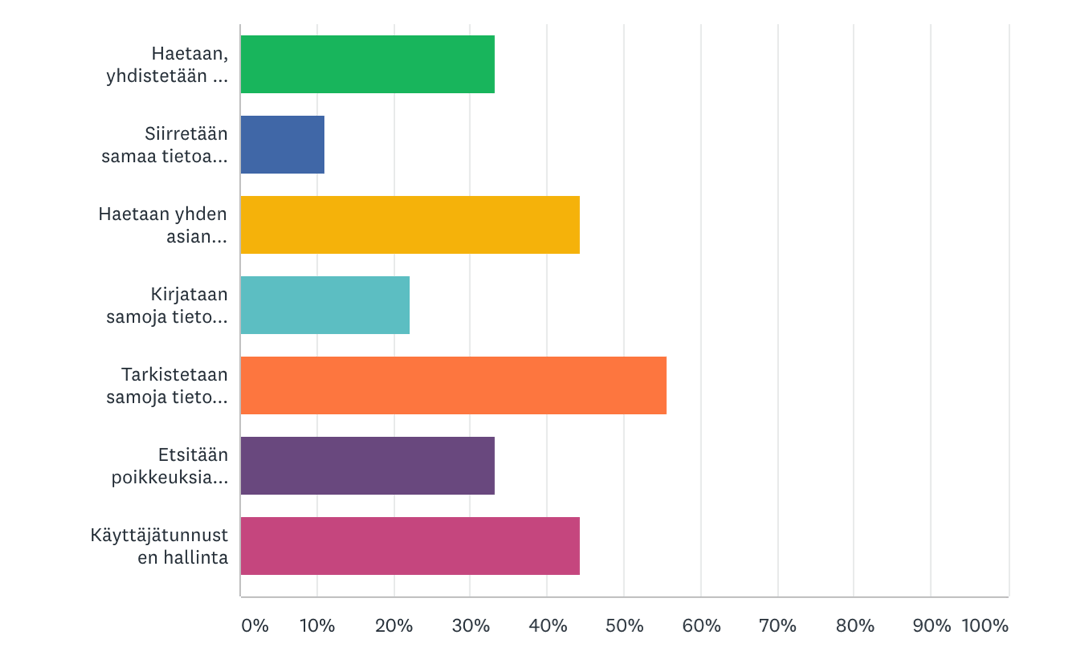 Haetaan,
yhdistetään ...
Siirretään
samaa tietoa...
Haetaan yhden
asian...
Kirjataan
samoja tieto...
Tarkistetaan
samoja tieto...
Etsitään
poikkeuksia...
Käyttäjätunnust
en hallinta
0% 10% 20% 30% 40% 50% 60% 70% 80% 90% 100%